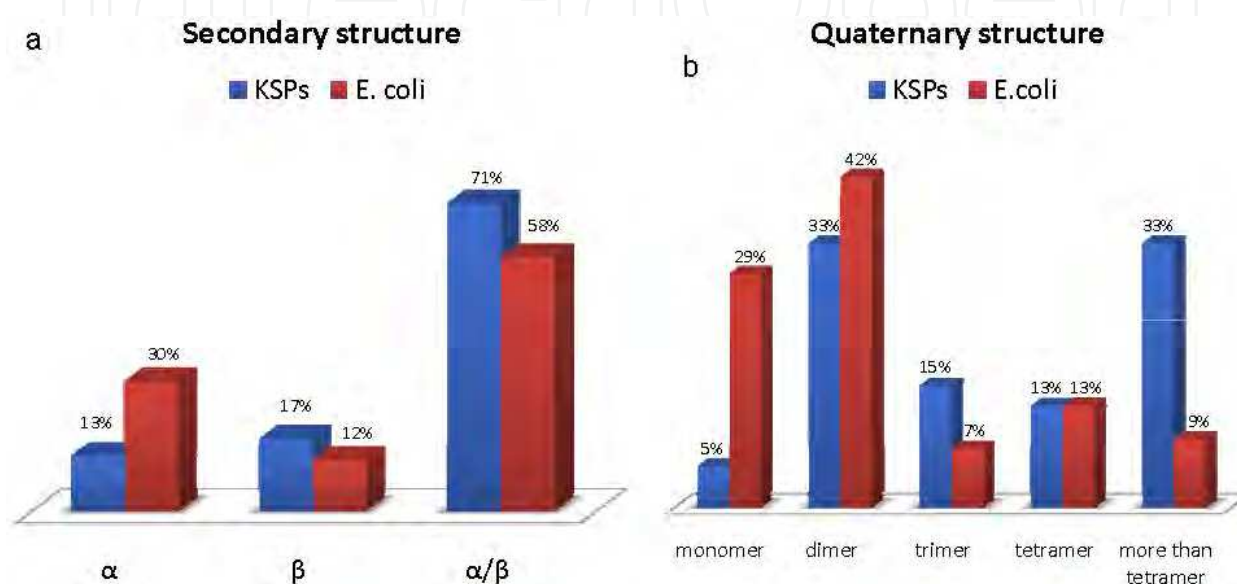 a
Secondary structure
KSPs E. coli
13%
30%
17%
12%
71%
58%
α
β
α/β
b
Quaternary structure
KSPs E.coli
5%
29%
33%
42%
15%
7%
13%
13%
33%
9%
monomer
dimer
trimer
tetramer
more than
tetramer